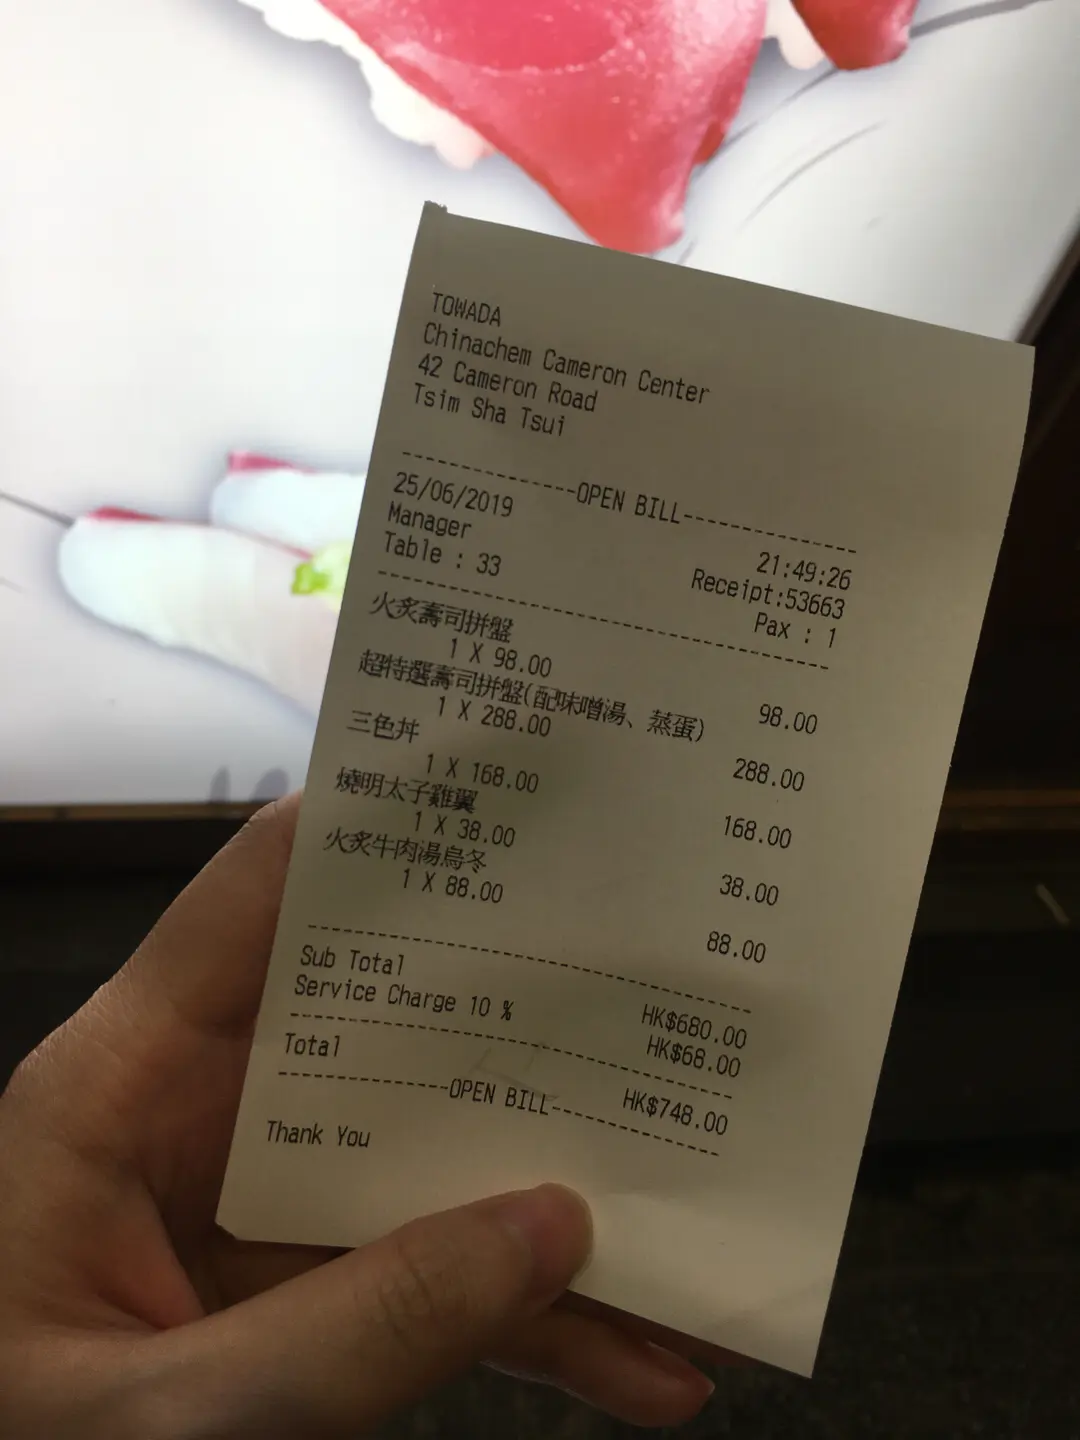 TOWADA
Chinachem Cameron Center
42 Cameron Road
Tsim Sha Tsui
------------OPEN BILL------------
25/06/2019 21:49:26
Manager Receipt:53663
Table : 33 Pax : 1
火炙壽司拼盤
1 X 98.00 98.00
超特選壽司拼盤(配味噌湯、蒸蛋)
1 X 288.00 288.00
三色丼
1 X 168.00 168.00
燒明太子雞翼
1 X 38.00 38.00
火炙牛肉湯烏冬
1 X 88.00 88.00
Sub Total HK$680.00
Service Charge 10 % HK$68.00
Total HK$748.00
------------OPEN BILL------------
Thank You